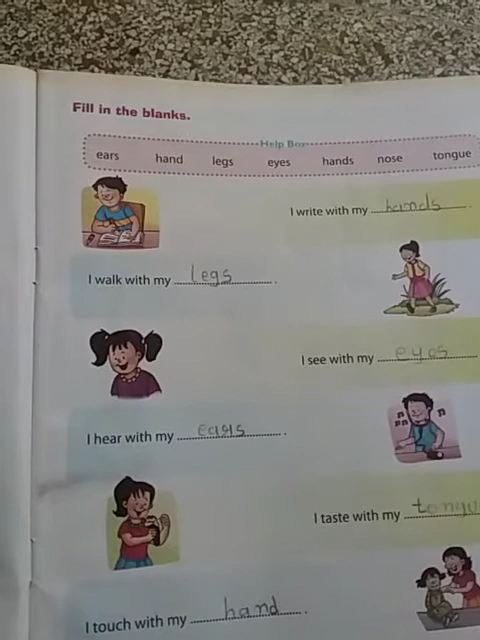 Fill in the blanks.
Help Box
ears hand legs eyes hands nose tongue
I write with my hands.
I walk with my legs.
I see with my eyes
I hear with my ears.
I taste with my tongu
I touch with my hand.